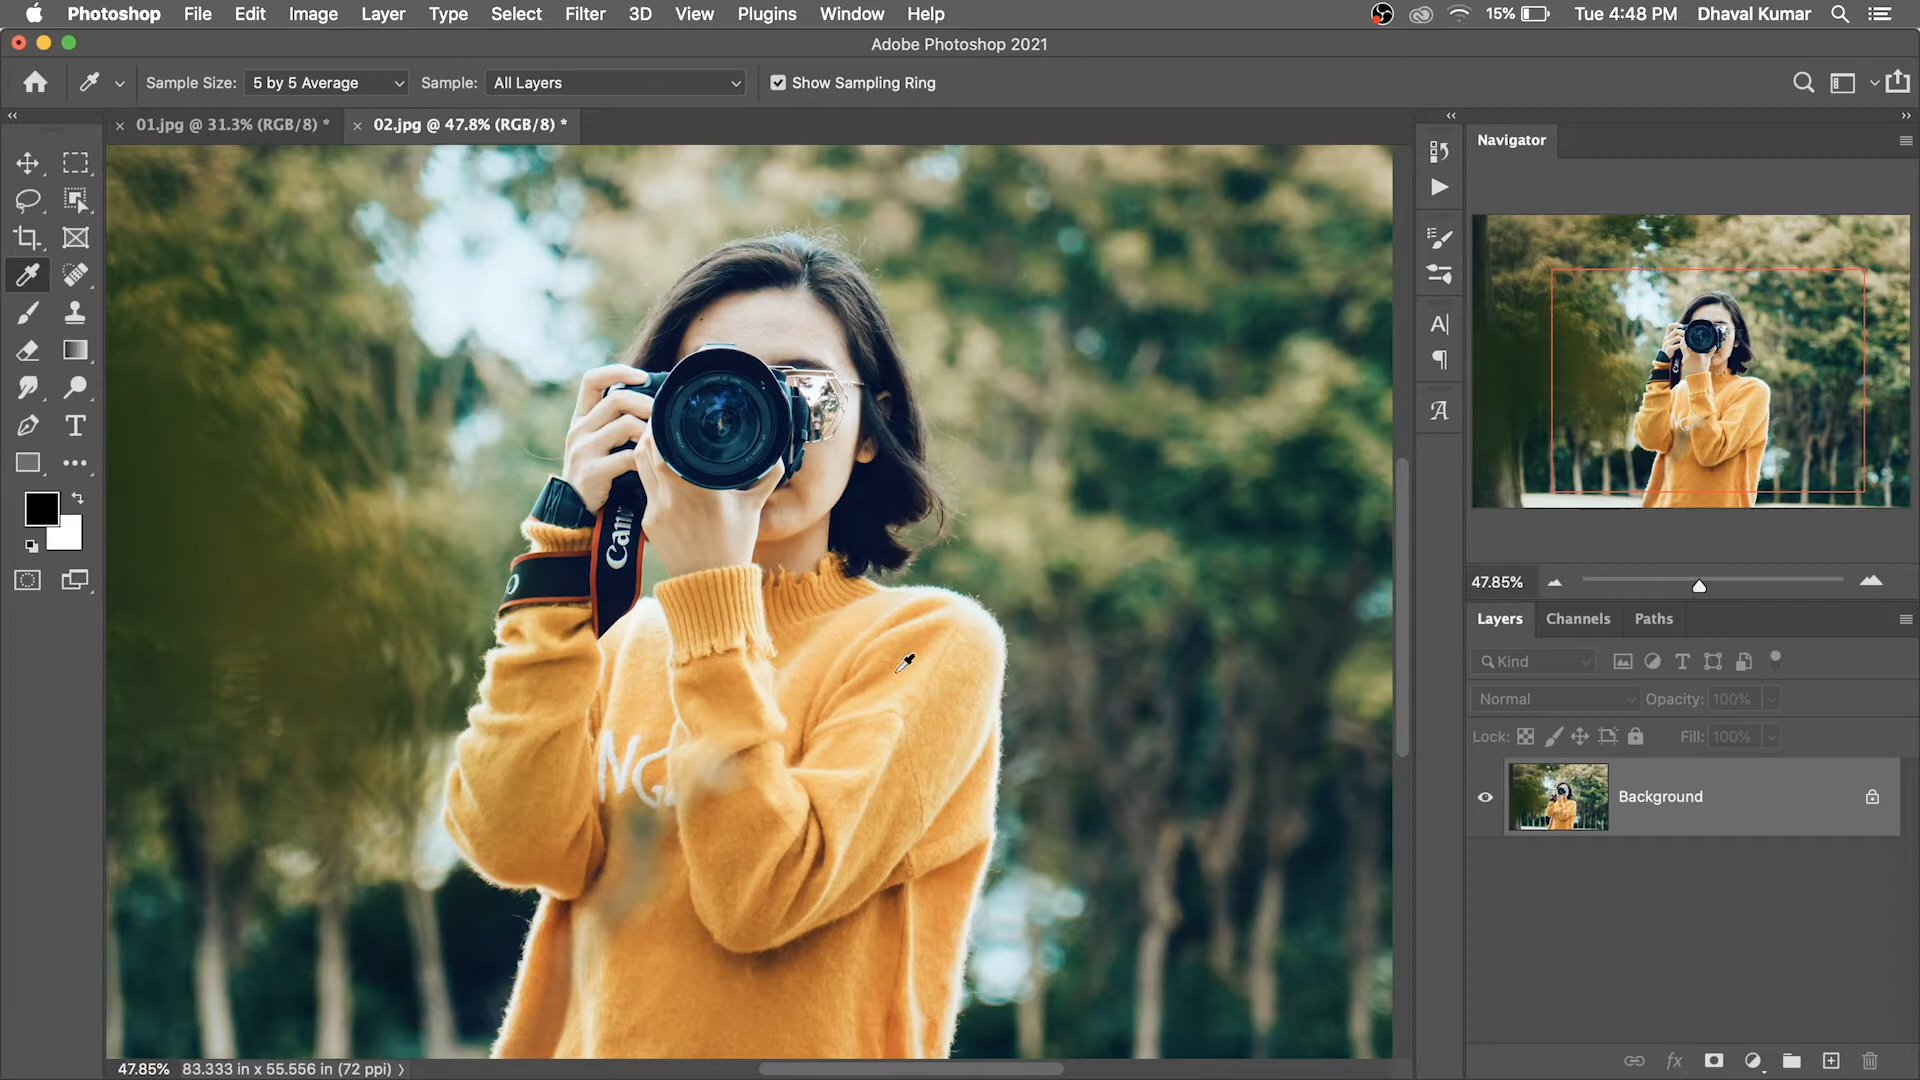 Photoshop File Edit Image Layer Type Select Filter 3D View Plugins Window Help 15% Tue 4:48 PM Dhaval Kumar
Adobe Photoshop 2021
Sample Size: 5 by 5 Average Sample: All Layers Show Sampling Ring
01.jpg @ 31.3% (RGB/8) * 02.jpg @ 47.8% (RGB/8) *
Navigator
Can
NG
47.85%
Layers Channels Paths
Kind
Normal Opacity: 100%
Lock: Fill: 100%
Background
47.85% 83.333 in x 55.556 in (72 ppi)